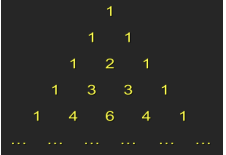 1
1 1
1 2 1
1 3 3 1
1 4 6 4 1
... ... ... ... ... ...